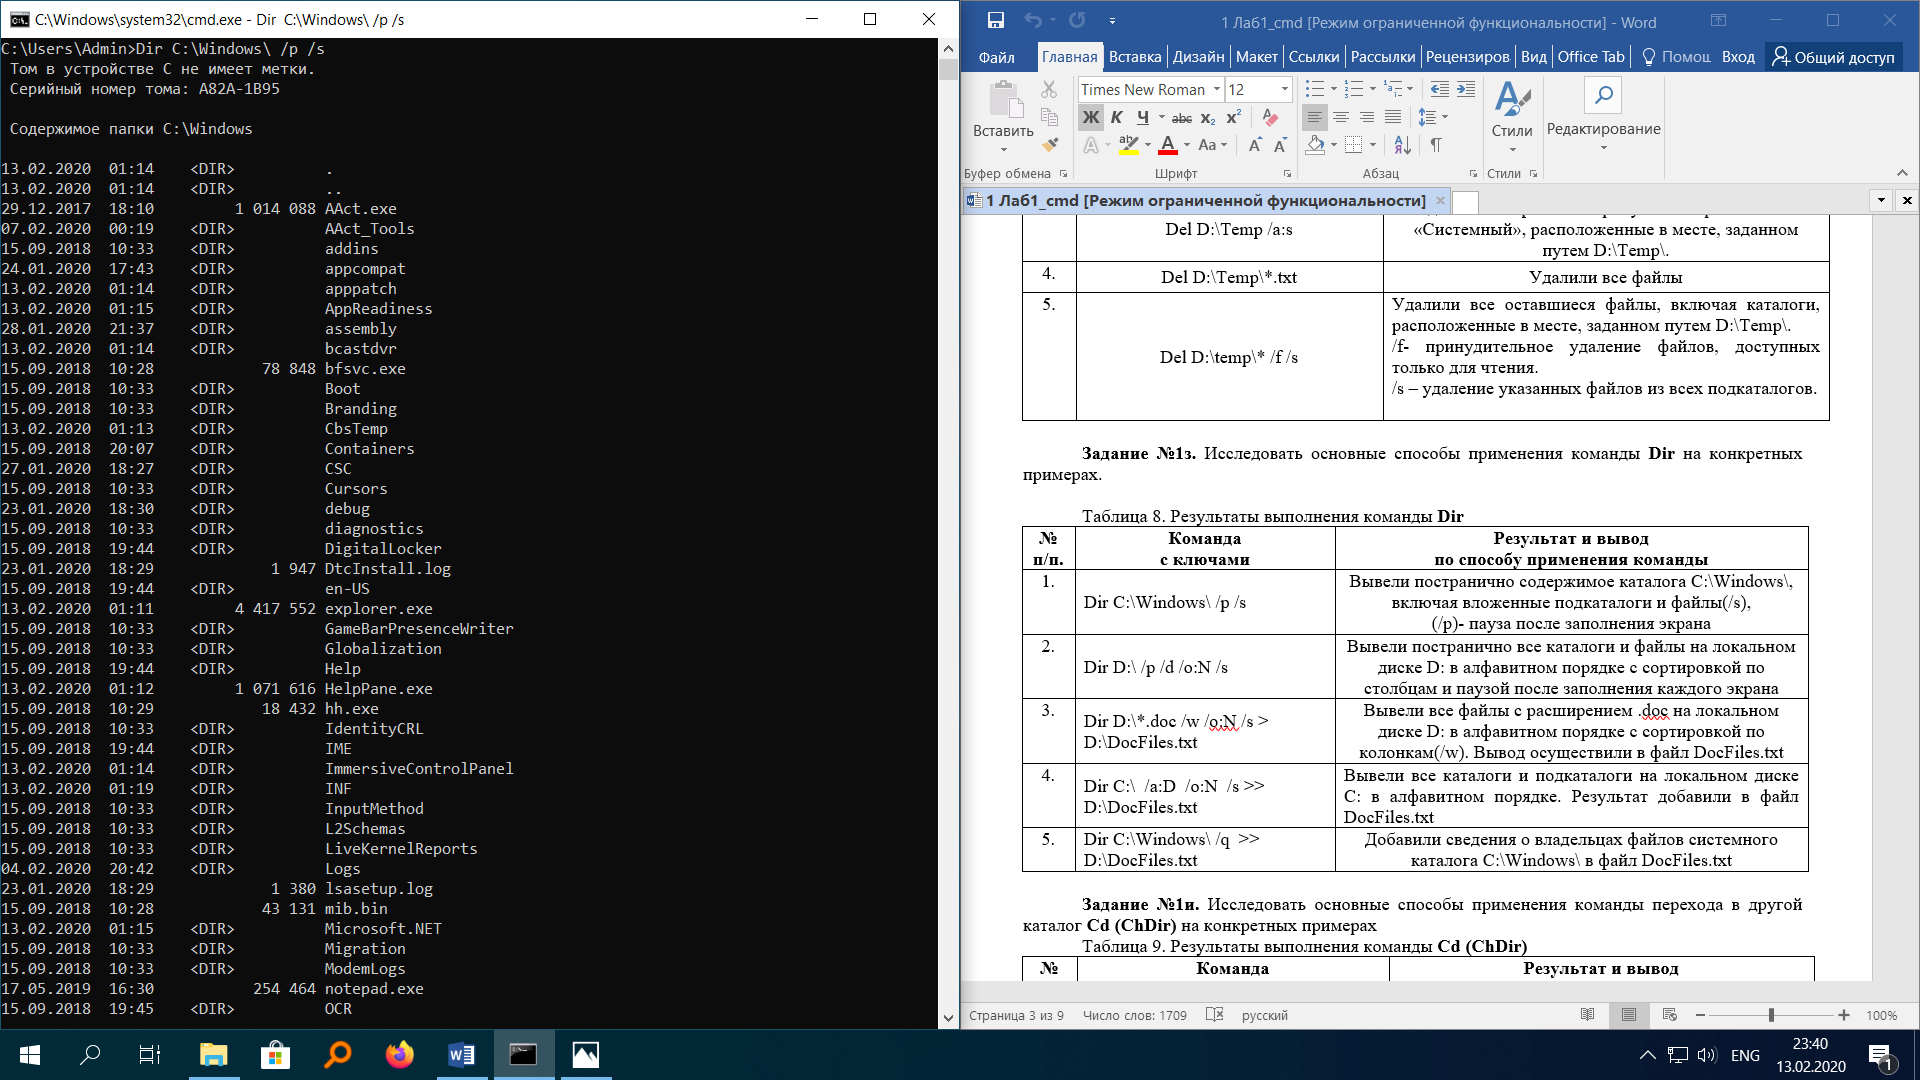 C:\Windows\system32\cmd.exe - Dir  C:\Windows\ /p /s
C:\Users\Admin>Dir C:\Windows\ /p /s
Том в устройстве C не имеет метки.
Серийный номер тома: A82A-1B95
Содержимое папки C:\Windows
13.02.2020  01:14    <DIR>          .
13.02.2020  01:14    <DIR>          ..
29.12.2017  18:10         1 014 088 AAct.exe
07.02.2020  00:19    <DIR>          AAct_Tools
15.09.2018  10:33    <DIR>          addins
24.01.2020  17:43    <DIR>          appcompat
13.02.2020  01:14    <DIR>          apppatch
13.02.2020  01:15    <DIR>          AppReadiness
28.01.2020  21:37    <DIR>          assembly
13.02.2020  01:14    <DIR>          bcastdvr
15.09.2018  10:28            78 848 bfsvc.exe
15.09.2018  10:33    <DIR>          Boot
15.09.2018  10:33    <DIR>          Branding
13.02.2020  01:13    <DIR>          CbsTemp
15.09.2018  20:07    <DIR>          Containers
27.01.2020  18:27    <DIR>          CSC
15.09.2018  10:33    <DIR>          Cursors
23.01.2020  18:30    <DIR>          debug
15.09.2018  10:33    <DIR>          diagnostics
15.09.2018  19:44    <DIR>          DigitalLocker
23.01.2020  18:29             1 947 DtcInstall.log
15.09.2018  19:44    <DIR>          en-US
13.02.2020  01:11         4 417 552 explorer.exe
15.09.2018  10:33    <DIR>          GameBarPresenceWriter
15.09.2018  10:33    <DIR>          Globalization
15.09.2018  19:44    <DIR>          Help
13.02.2020  01:12         1 071 616 HelpPane.exe
15.09.2018  10:29            18 432 hh.exe
15.09.2018  10:33    <DIR>          IdentityCRL
15.09.2018  19:44    <DIR>          IME
13.02.2020  01:14    <DIR>          ImmersiveControlPanel
13.02.2020  01:19    <DIR>          INF
15.09.2018  10:33    <DIR>          InputMethod
15.09.2018  10:33    <DIR>          L2Schemas
15.09.2018  10:33    <DIR>          LiveKernelReports
04.02.2020  20:42    <DIR>          Logs
23.01.2020  18:29             1 380 lsasetup.log
15.09.2018  10:28            43 131 mib.bin
13.02.2020  01:15    <DIR>          Microsoft.NET
15.09.2018  10:33    <DIR>          Migration
15.09.2018  10:33    <DIR>          ModemLogs
17.05.2019  16:30           254 464 notepad.exe
15.09.2018  19:45    <DIR>          OCR
1 Лаб1_cmd [Режим ограниченной функциональности] - Word
Файл Главная Вставка Дизайн Макет Ссылки Рассылки Рецензиров Вид Office Tab Помощ Вход Общий доступ
Times New Roman 12
Вставить Ж К Ч abc x₂ x² Стили Редактирование
A A Aa A A
Буфер обмена Шрифт Абзац Стили
1 Лаб1_cmd [Режим ограниченной функциональности]
Del D:\Temp /a:s
«Системный», расположенные в месте, заданном
путем D:\Temp\.
4. Del D:\Temp\*.txt Удалили все файлы
5. Del D:\temp\* /f /s
Удалили все оставшиеся файлы, включая каталоги,
расположенные в месте, заданном путем D:\Temp\.
/f- принудительное удаление файлов, доступных
только для чтения.
/s – удаление указанных файлов из всех подкаталогов.
Задание №1з. Исследовать основные способы применения команды Dir на конкретных
примерах.
Таблица 8. Результаты выполнения команды Dir
№ п/п. Команда с ключами
Результат и вывод
по способу применения команды
1. Dir C:\Windows\ /p /s
Вывели постранично содержимое каталога C:\Windows\,
включая вложенные подкаталоги и файлы(/s),
(/p)- пауза после заполнения экрана
2. Dir D:\ /p /d /o:N /s
Вывели постранично все каталоги и файлы на локальном
диске D: в алфавитном порядке с сортировкой по
столбцам и паузой после заполнения каждого экрана
3. Dir D:\*.doc /w /o:N /s >
D:\DocFiles.txt
Вывели все файлы с расширением .doc на локальном
диске D: в алфавитном порядке с сортировкой по
колонкам(/w). Вывод осуществили в файл DocFiles.txt
4. Dir C:\  /a:D  /o:N  /s >>
D:\DocFiles.txt
Вывели все каталоги и подкаталоги на локальном диске
C: в алфавитном порядке. Результат добавили в файл
DocFiles.txt
5. Dir C:\Windows\ /q  >>
D:\DocFiles.txt
Добавили сведения о владельцах файлов системного
каталога C:\Windows\ в файл DocFiles.txt
Задание №1и. Исследовать основные способы применения команды перехода в другой
каталог Cd (ChDir) на конкретных примерах
Таблица 9. Результаты выполнения команды Cd (ChDir)
№ Команда Результат и вывод
Страница 3 из 9 Число слов: 1709 русский 100%
ENG 23:40
13.02.2020
1